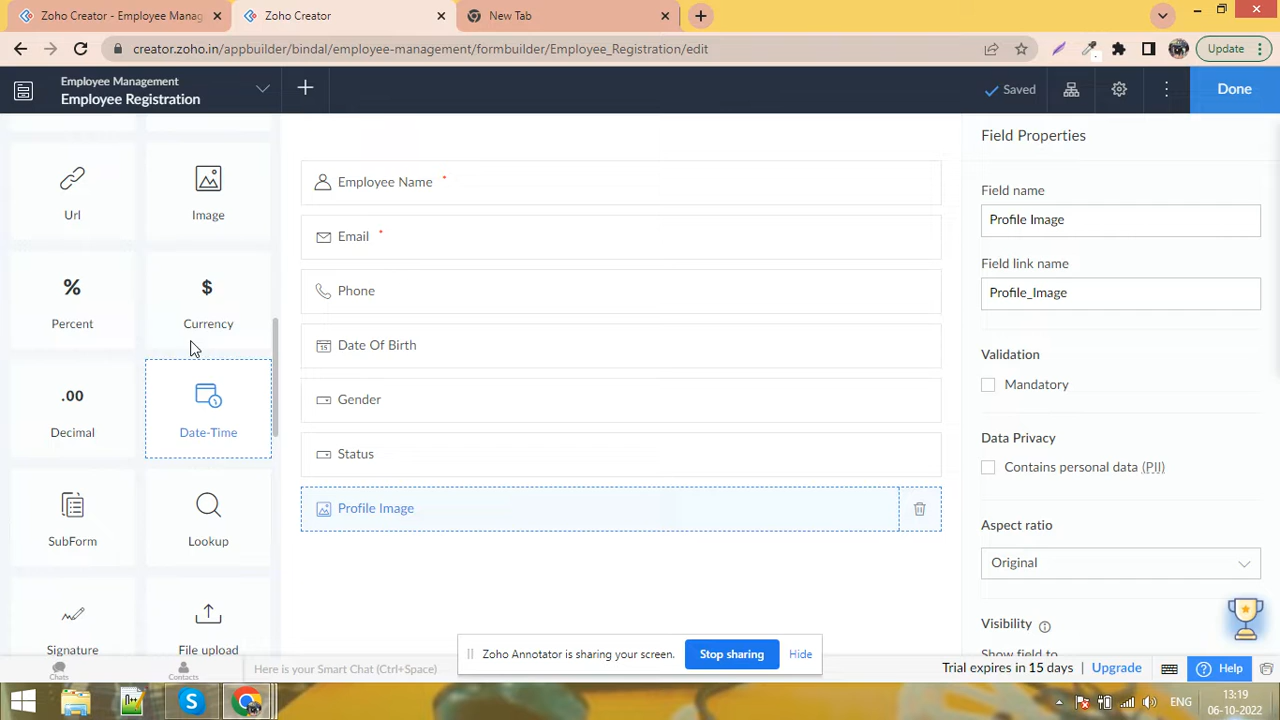 Zoho Creator - Employee Manag
Zoho Creator
New Tab
creator.zoho.in/appbuilder/bindal/employee-management/formbuilder/Employee_Registration/edit
Update
Employee Management
Employee Registration
Saved
Done
Url
Image
%
Percent
$
Currency
.00
Decimal
Date-Time
SubForm
Lookup
Signature
File upload
Employee Name *
Email *
Phone
15
Date Of Birth
Gender
Status
Profile Image
Field Properties
Field name
Profile Image
Field link name
Profile_Image
Validation
Mandatory
Data Privacy
Contains personal data (PII)
Aspect ratio
Original
Visibility
Show field to
Zoho Annotator is sharing your screen.
Stop sharing
Hide
Chats
Contacts
Here is your Smart Chat (Ctrl+Space)
Trial expires in 15 days
Upgrade
Help
ENG
13:19
06-10-2022